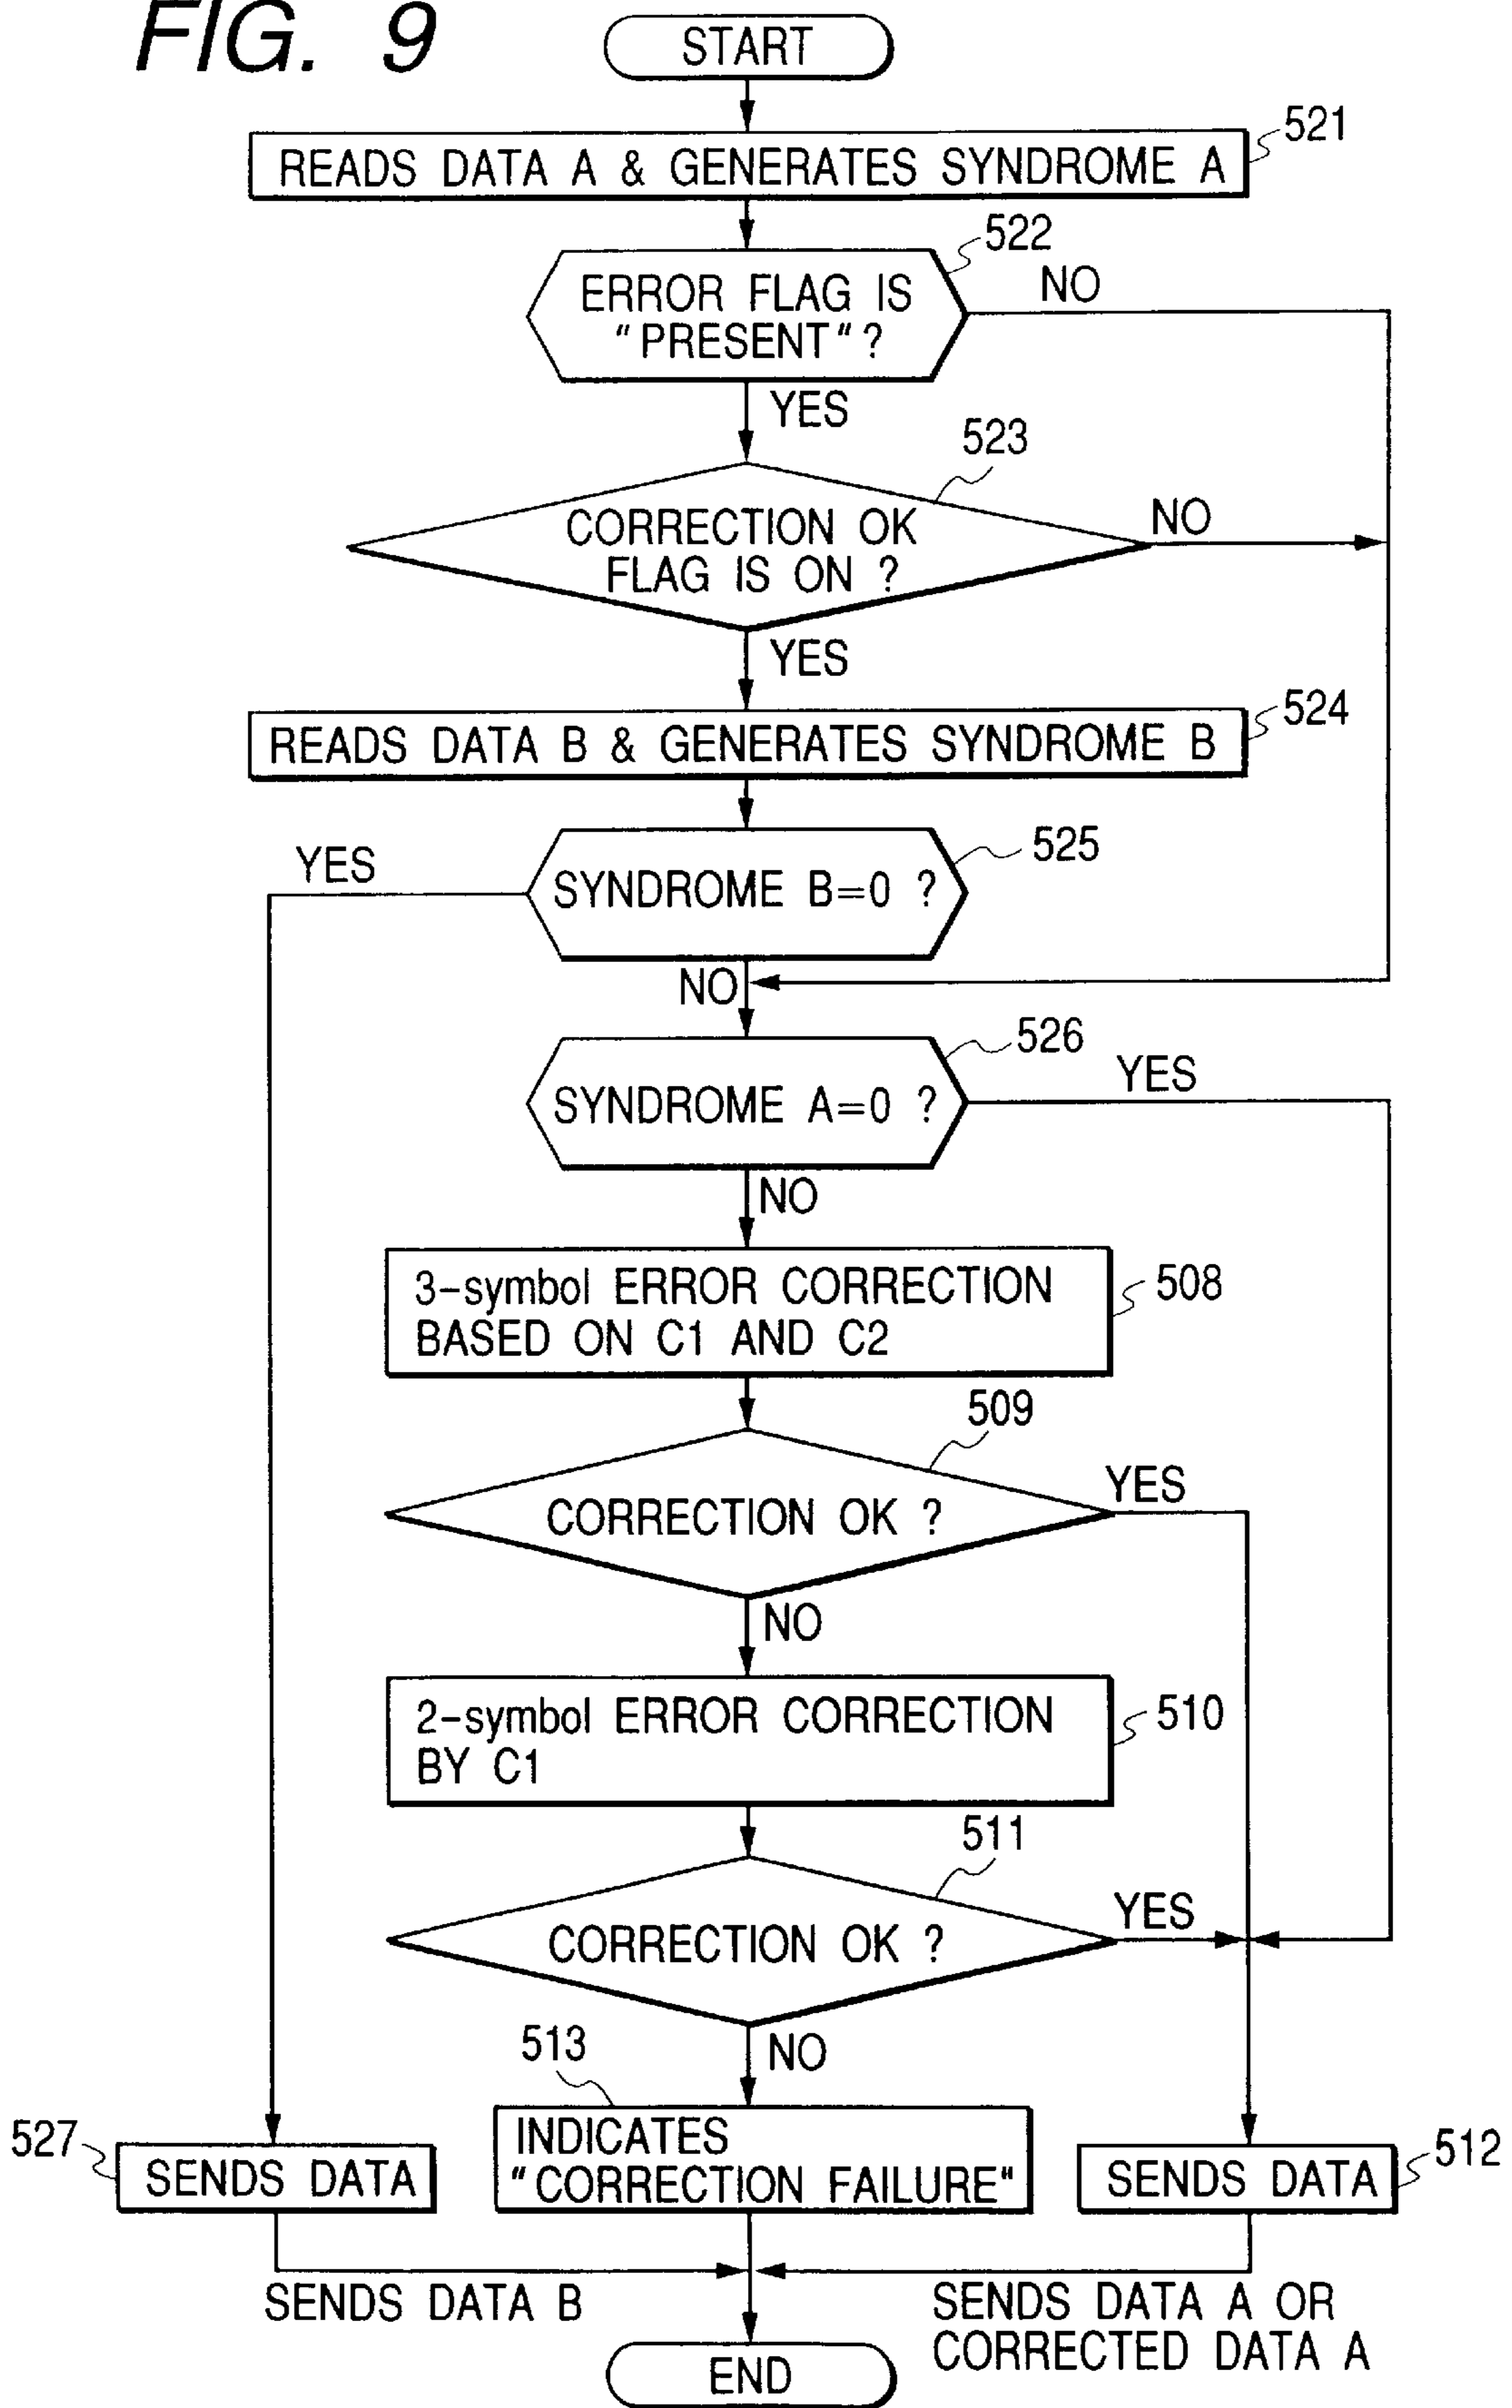 FIG. 9
START
READS DATA A & GENERATES SYNDROME A
521
522
ERROR FLAG IS
"PRESENT"?
NO
YES
523
CORRECTION OK
FLAG IS ON ?
NO
YES
524
READS DATA B & GENERATES SYNDROME B
525
YES
SYNDROME B=0 ?
NO
526
SYNDROME A=0 ?
YES
NO
3-symbol ERROR CORRECTION
BASED ON C1 AND C2
508
509
CORRECTION OK ?
YES
NO
2-symbol ERROR CORRECTION
BY C1
510
511
CORRECTION OK ?
YES
NO
513
527
SENDS DATA
INDICATES
"CORRECTION FAILURE"
SENDS DATA
512
SENDS DATA B
SENDS DATA A OR
CORRECTED DATA A
END